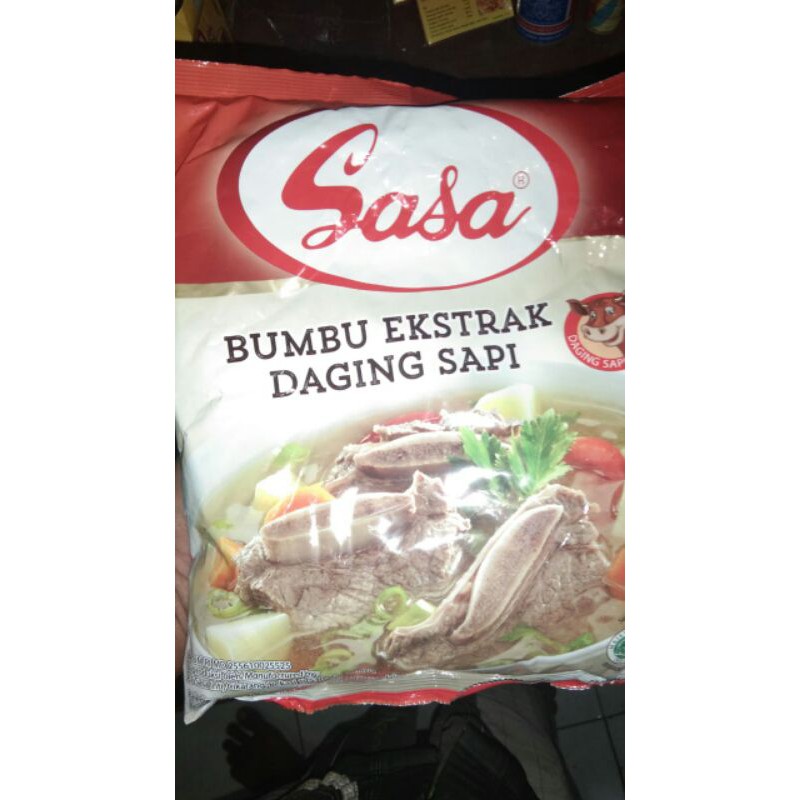 Sasa®
BUMBU EKSTRAK
DAGING SAPI
DAGING SAPI